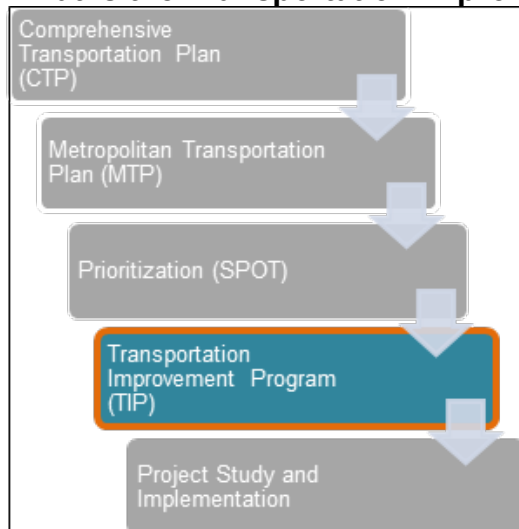 Comprehensive
Transportation Plan
(CTP)
Metropolitan Transportation
Plan (MTP)
Prioritization (SPOT)
Transportation
Improvement Program
(TIP)
Project Study and
Implementation